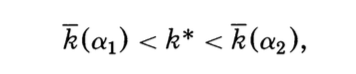 k̅(α₁) < k* < k̅(α₂),